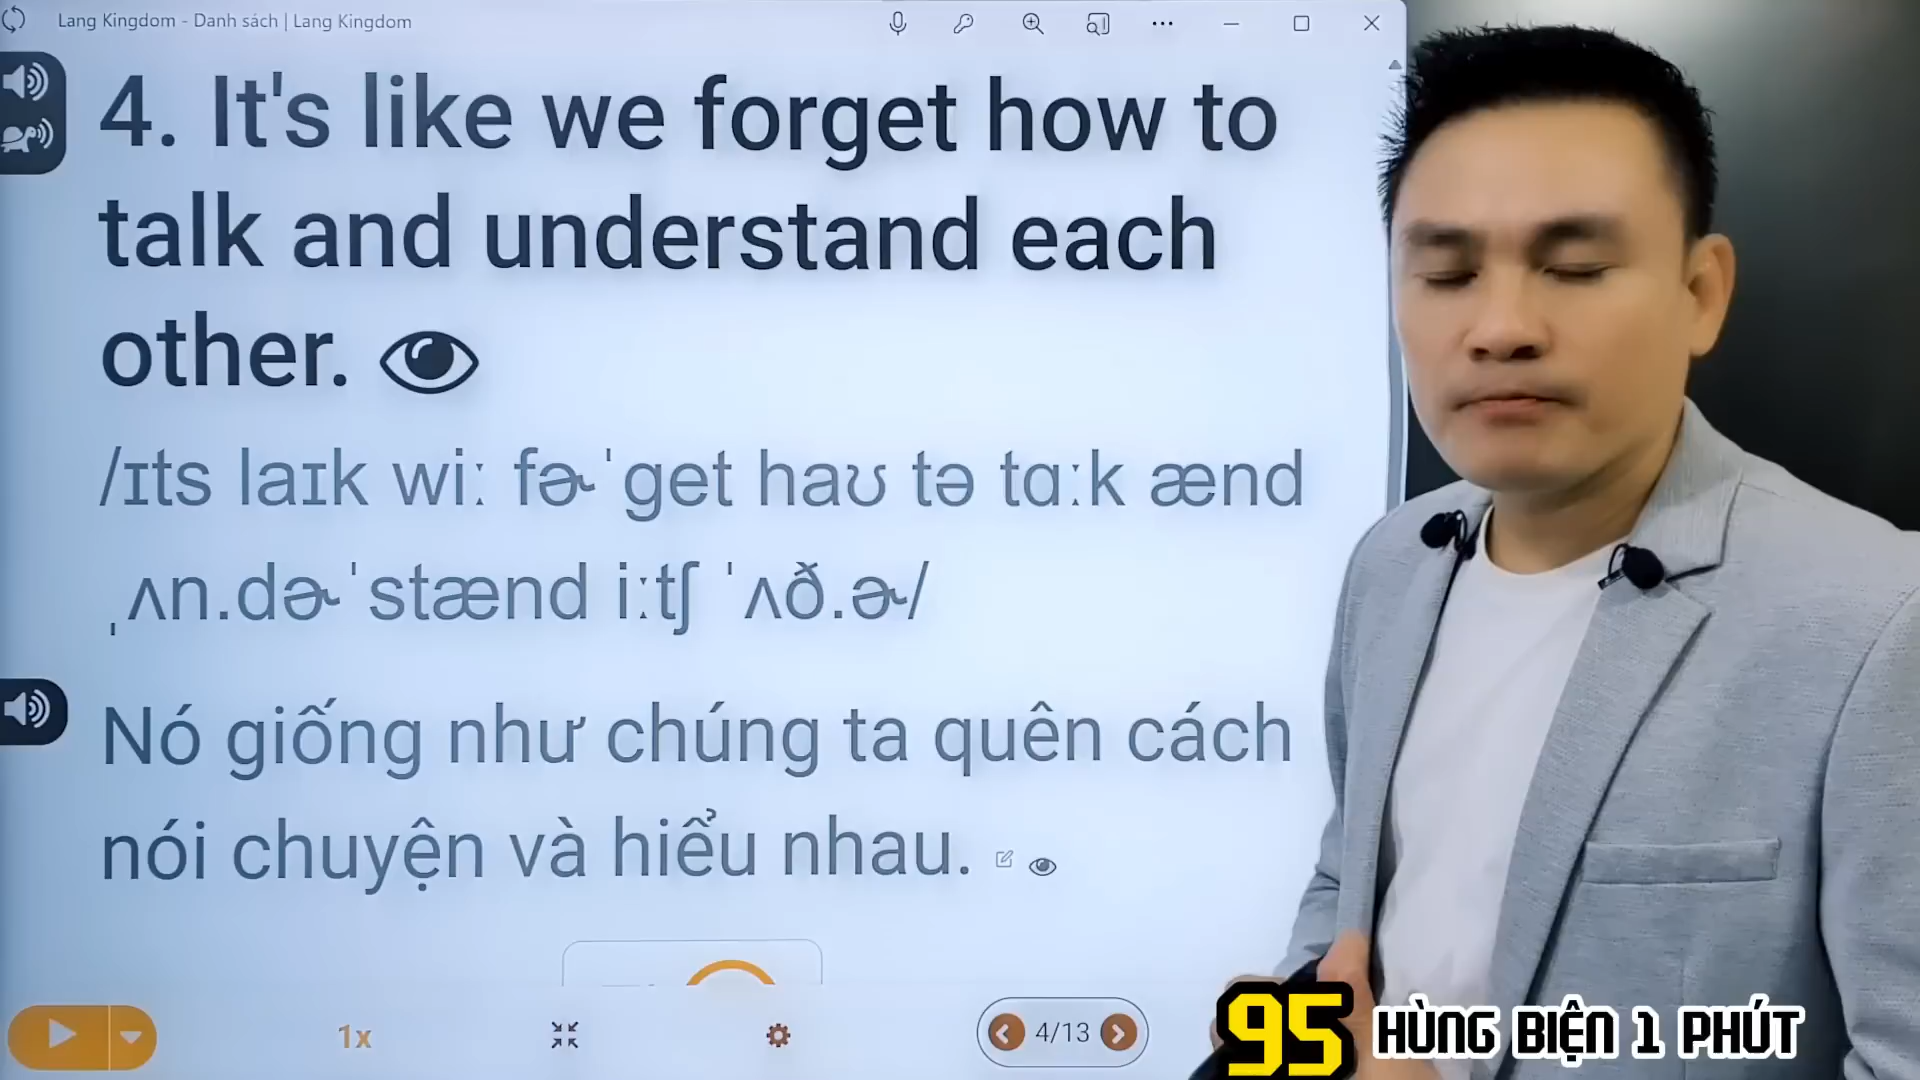 Lang Kingdom - Danh sách | Lang Kingdom
4. It's like we forget how to
talk and understand each
other.
/ɪts laɪk wiː fɚˈɡet haʊ tə tɑːk ænd
ˌʌn.dɚˈstænd iːtʃ ˈʌð.ɚ/
Nó giống như chúng ta quên cách
nói chuyện và hiểu nhau.
1x
4/13
95 HÙNG BIỆN 1 PHÚT